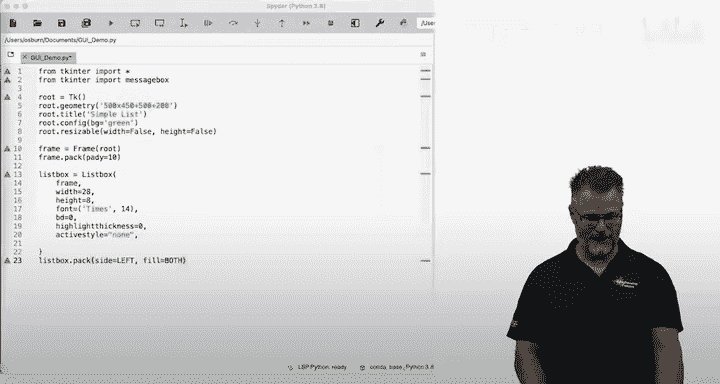 Spyder (Python 3.8)
/Users/osburn/Documents/GUI_Demo.py
GUI_Demo.py*
1 from tkinter import *
2 from tkinter import messagebox
3
4 root = Tk()
5 root.geometry('500x450+500+200')
6 root.title('Simple List')
7 root.config(bg='green')
8 root.resizable(width=False, height=False)
9
10 frame = Frame(root)
11 frame.pack(pady=10)
12
13 listbox = Listbox(
14 frame,
15 width=28,
16 height=8,
17 font=('Times', 14),
18 bd=0,
19 highlightthickness=0,
20 activestyle="none",
21
22 )
23 listbox.pack(side=LEFT, fill=BOTH)
LSP Python: ready
conda: base (Python 3.8